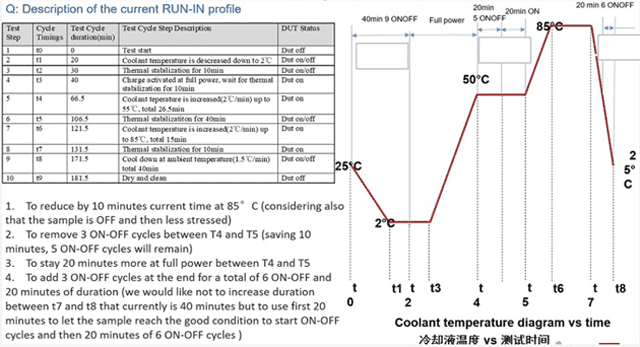 Q: Description of the current RUN-IN profile
Test Step | Cycle Timings | Test Cycle duration(min) | Test Cycle Step Description | DUT Status
1 | t0 | 0 | Test start | Dut off
2 | t1 | 20 | Coolant temperature is descreased down to 2℃ | Dut on/off
3 | t2 | 30 | Thermal stabilization for 10min | Dut on/off
4 | t3 | 40 | Charge activated at full power, wait for thermal stabilization for 10min | Dut on
5 | t4 | 66.5 | Coolant teperature is increased(2℃/min) up to 55℃, total 26.5min | Dut on
6 | t5 | 106.5 | Thermal stabilitizaiton for 40min | Dut on/off
7 | t6 | 121.5 | Coolant temperature is increased(2℃/min) up to 85℃, total 15min | Dut on
8 | t7 | 131.5 | Thermal stabilization for 10min | Dut on
9 | t8 | 171.5 | Cool down at ambient temperature(1.5℃/min) total 40min | Dut on/off
10 | t9 | 181.5 | Dry and clean | Dut off
1. To reduce by 10 minutes current time at 85° C (considering also
that the sample is OFF and then less stressed)
2. To remove 3 ON-OFF cycles between T4 and T5 (saving 10
minutes, 5 ON-OFF cycles will remain)
3. To stay 20 minutes more at full power between T4 and T5
4. To add 3 ON-OFF cycles at the end for a total of 6 ON-OFF and
20 minutes of duration (we would like not to increase duration
between t7 and t8 that currently is 40 minutes but to use first 20
minutes to let the sample reach the good condition to start ON-OFF
cycles and then 20 minutes of 6 ON-OFF cycles )
40min 9 ONOFF
Full power
20min
5 ONOFF
20min ON
20 min 6 ONOFF
85°C
50°C
25°C
2°C
2
5°
C
t t1 t t3 t t t6 t t8
0 2 4 5 7
Coolant temperature diagram vs time
冷却液温度 vs 测试时间